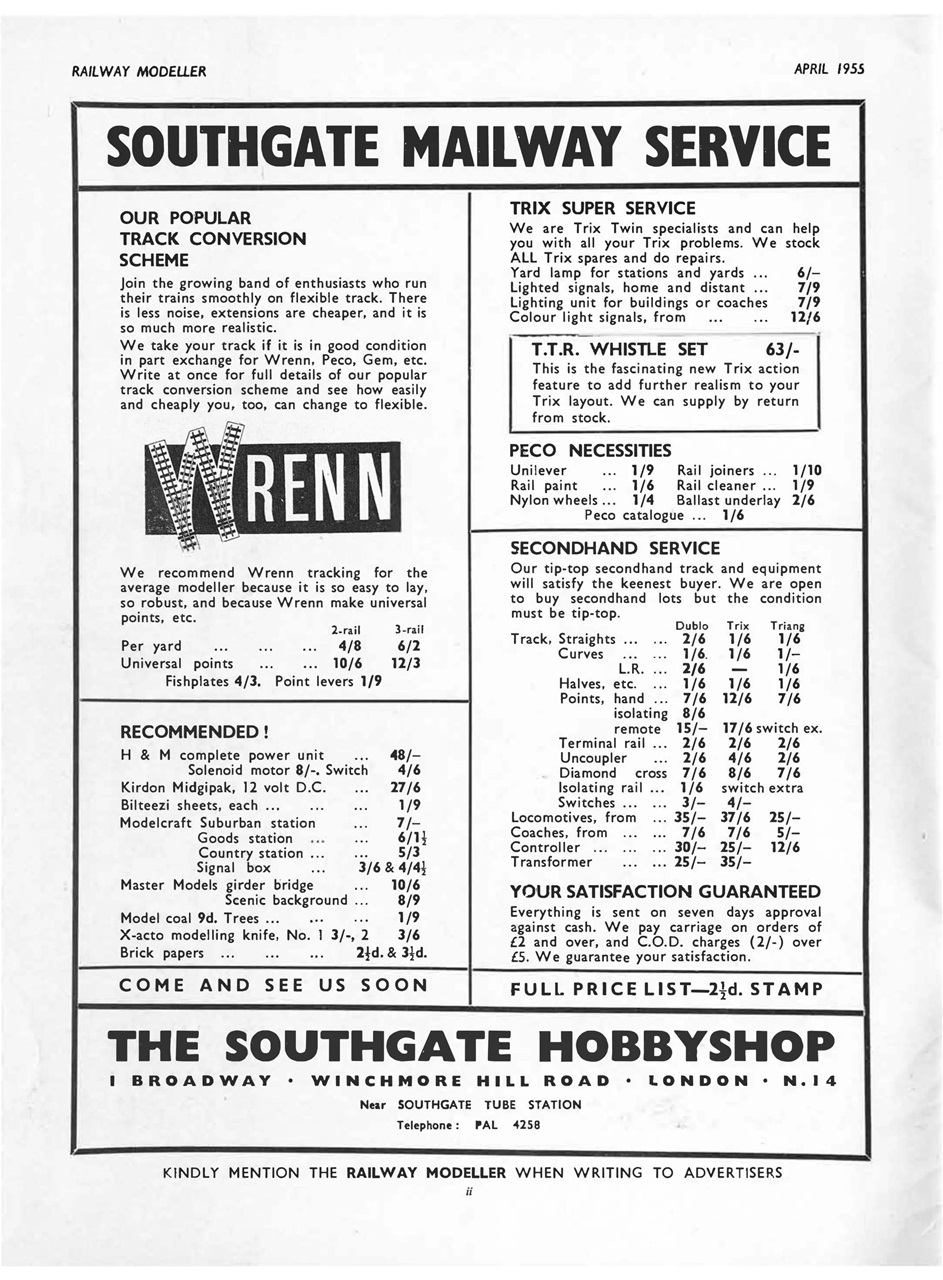 RAILWAY MODELLER
APRIL 1955
SOUTHGATE MAILWAY SERVICE
OUR POPULAR
TRACK CONVERSION
SCHEME
Join the growing band of enthusiasts who run
their trains smoothly on flexible track. There
is less noise, extensions are cheaper, and it is
so much more realistic.
We take your track if it is in good condition
in part exchange for Wrenn, Peco, Gem, etc.
Write at once for full details of our popular
track conversion scheme and see how easily
and cheaply you, too, can change to flexible.
WRENN
We recommend Wrenn tracking for the
average modeller because it is so easy to lay,
so robust, and because Wrenn make universal
points, etc.
2-rail 3-rail
Per yard ... ... ... 4/8 6/2
Universal points ... ... 10/6 12/3
Fishplates 4/3. Point levers 1/9
RECOMMENDED!
H & M complete power unit ... 48/–
Solenoid motor 8/-. Switch 4/6
Kirdon Midgipak, 12 volt D.C. ... 27/6
Bilteezi sheets, each ... ... ... 1/9
Modelcraft Suburban station ... 7/–
Goods station ... ... 6/1½
Country station ... ... 5/3
Signal box ... 3/6 & 4/4½
Master Models girder bridge ... 10/6
Scenic background ... 8/9
Model coal 9d. Trees ... ... ... 1/9
X-acto modelling knife, No. 1 3/-, 2 3/6
Brick papers ... ... ... 2½d. & 3½d.
COME AND SEE US SOON
TRIX SUPER SERVICE
We are Trix Twin specialists and can help
you with all your Trix problems. We stock
ALL Trix spares and do repairs.
Yard lamp for stations and yards ... 6/–
Lighted signals, home and distant ... 7/9
Lighting unit for buildings or coaches 7/9
Colour light signals, from ... ... 12/6
T.T.R. WHISTLE SET 63/-
This is the fascinating new Trix action
feature to add further realism to your
Trix layout. We can supply by return
from stock.
PECO NECESSITIES
Unilever ... 1/9 Rail joiners ... 1/10
Rail paint ... 1/6 Rail cleaner ... 1/9
Nylon wheels ... 1/4 Ballast underlay 2/6
Peco catalogue ... 1/6
SECONDHAND SERVICE
Our tip-top secondhand track and equipment
will satisfy the keenest buyer. We are open
to buy secondhand lots but the condition
must be tip-top.
Dublo Trix Triang
Track, Straights ... ... 2/6 1/6 1/6
Curves ... ... 1/6. 1/6 1/–
L.R. ... 2/6 — 1/6
Halves, etc. ... 1/6 1/6 1/6
Points, hand ... 7/6 12/6 7/6
isolating 8/6
remote 15/– 17/6 switch ex.
Terminal rail ... 2/6 2/6 2/6
Uncoupler ... 2/6 4/6 2/6
Diamond cross 7/6 8/6 7/6
Isolating rail ... 1/6 switch extra
Switches ... ... 3/– 4/–
Locomotives, from ... 35/– 37/6 25/–
Coaches, from ... ... 7/6 7/6 5/–
Controller ... ... ... 30/– 25/– 12/6
Transformer ... ... 25/– 35/–
YOUR SATISFACTION GUARANTEED
Everything is sent on seven days approval
against cash. We pay carriage on orders of
£2 and over, and C.O.D. charges (2/-) over
£5. We guarantee your satisfaction.
FULL PRICE LIST—2½d. STAMP
THE SOUTHGATE HOBBYSHOP
1 BROADWAY · WINCHMORE HILL ROAD · LONDON · N.14
Near SOUTHGATE TUBE STATION
Telephone: PAL 4258
KINDLY MENTION THE RAILWAY MODELLER WHEN WRITING TO ADVERTISERS
ii